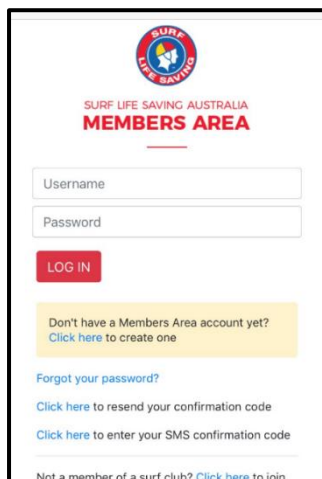 SURF
LIFE SAVING
SURF LIFE SAVING AUSTRALIA
MEMBERS AREA
Username
Password
LOG IN
Don't have a Members Area account yet?
Click here to create one
Forgot your password?
Click here to resend your confirmation code
Click here to enter your SMS confirmation code
Not a member of a surf club? Click here to join